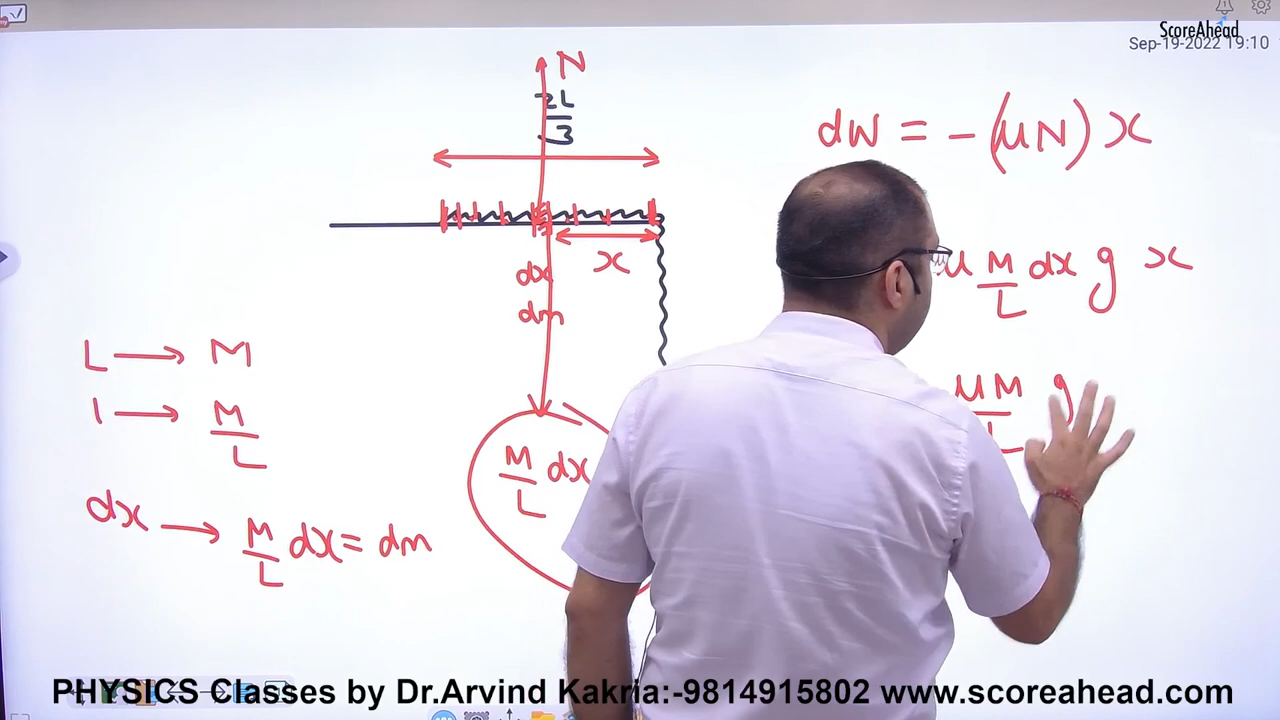 ScoreAhead
Sep-19-2022 19:10
N
2L
3
dW = -(μN) x
x
μ M dx g x
L
dx
dm
L → M
1 → M
L
μM g
M dx
L
dx → M dx = dm
L
PHYSICS Classes by Dr.Arvind Kakria:-9814915802 www.scoreahead.com